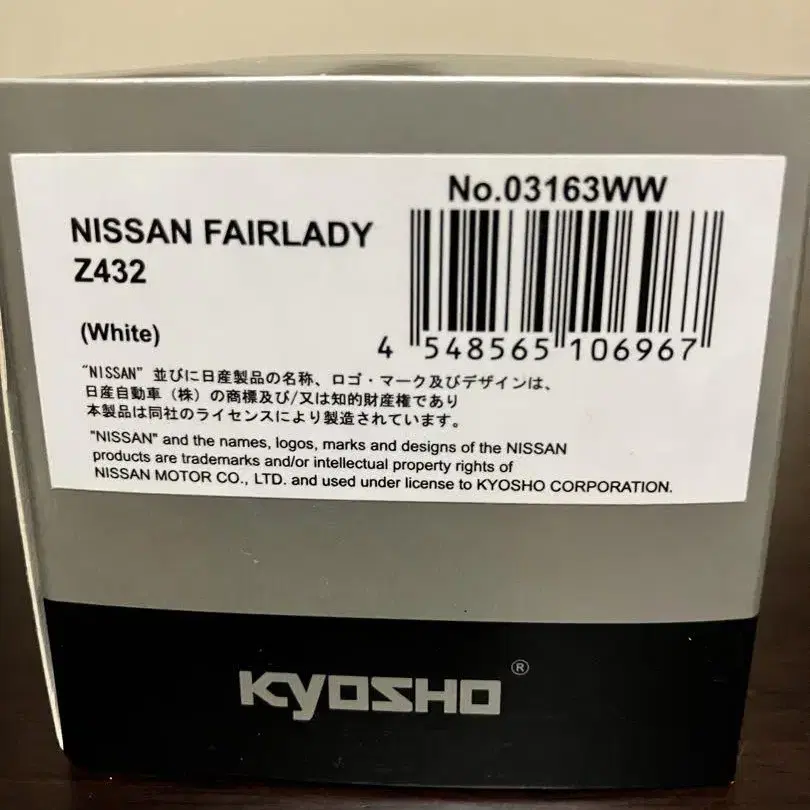 No.03163WW
NISSAN FAIRLADY
Z432
(White)
4 548565 106967
"NISSAN" 並びに日産製品の名称、ロゴ・マーク及びデザインは、
日産自動車（株）の商標及び/又は知的財産権であり
本製品は同社のライセンスにより製造されています。
"NISSAN" and the names, logos, marks and designs of the NISSAN
products are trademarks and/or intellectual property rights of
NISSAN MOTOR CO., LTD. and used under license to KYOSHO CORPORATION.
KYOSHO®